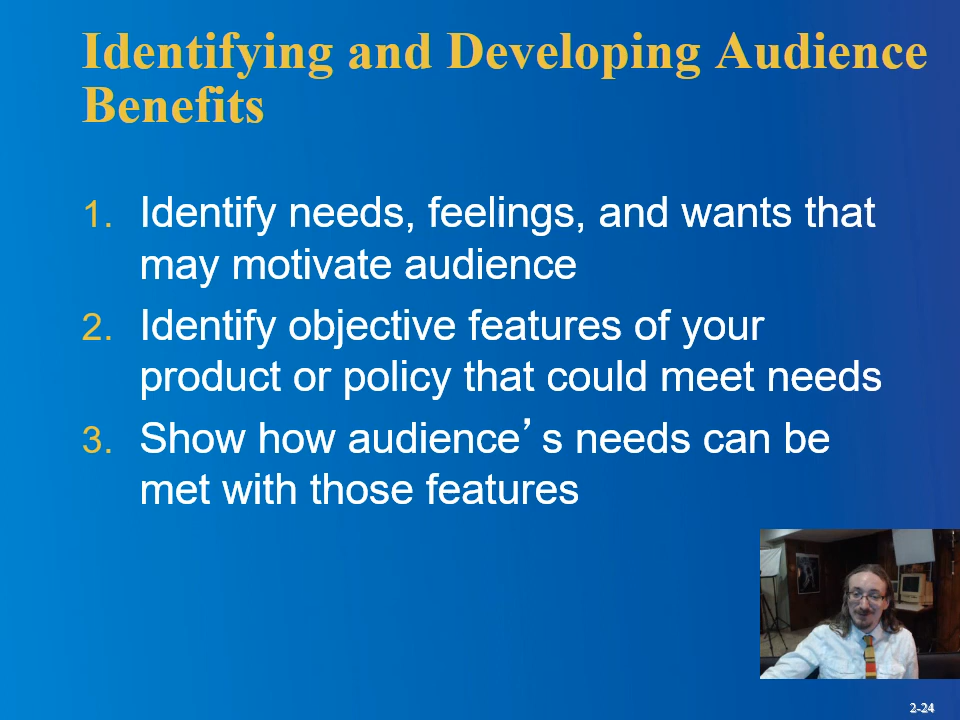 Identifying and Developing Audience
Benefits
1. Identify needs, feelings, and wants that
may motivate audience
2. Identify objective features of your
product or policy that could meet needs
3. Show how audience’s needs can be
met with those features
2-24